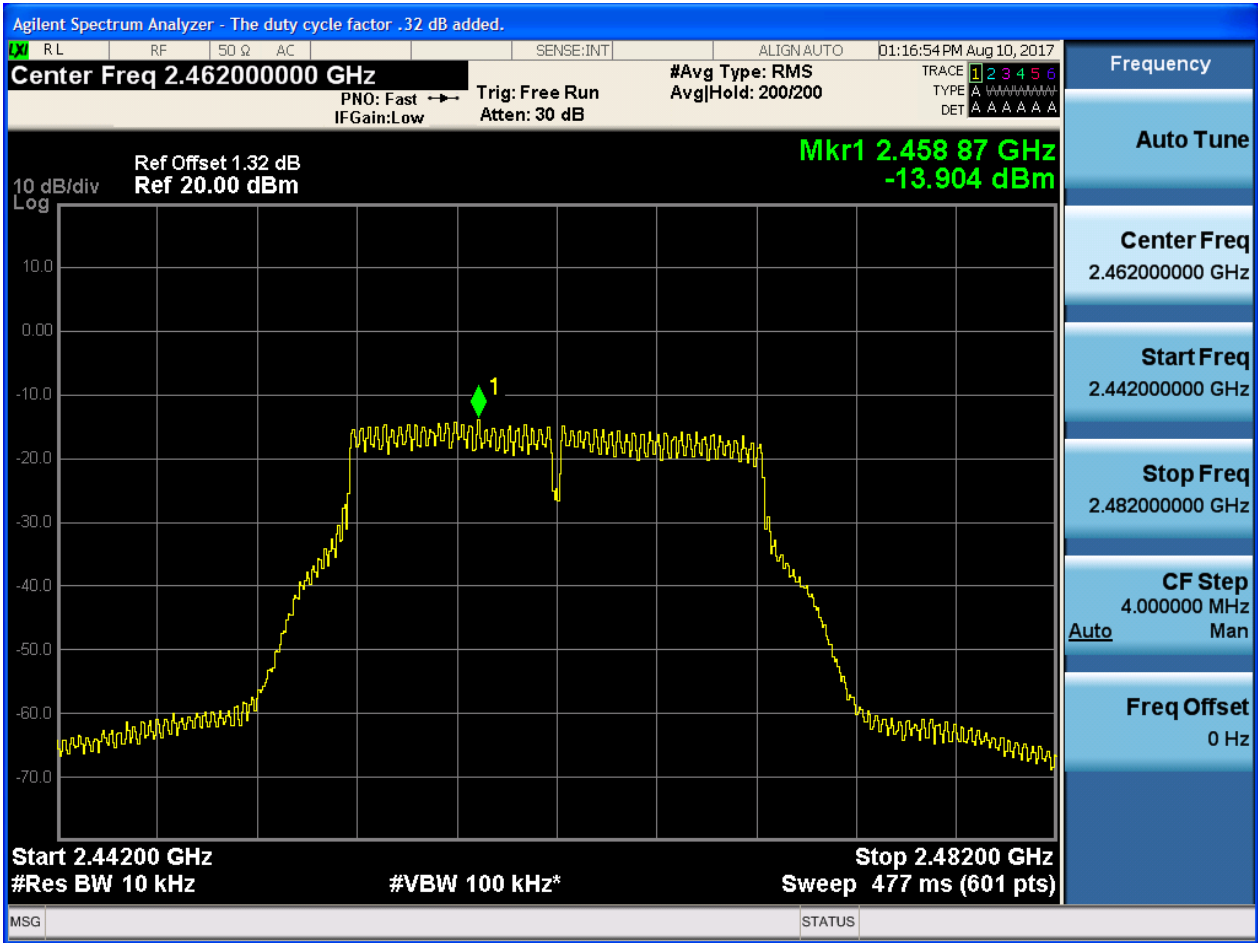 Agilent Spectrum Analyzer - The duty cycle factor .32 dB added.
LXI RL RF 50 Ω AC SENSE:INT ALIGN AUTO 01:16:54 PM Aug 10, 2017
Center Freq 2.462000000 GHz
PNO: Fast
IFGain:Low
Trig: Free Run
Atten: 30 dB
#Avg Type: RMS
Avg|Hold: 200/200
TRACE 1 2 3 4 5 6
TYPE A WWWWW
DET A A A A A A
Mkr1 2.458 87 GHz
-13.904 dBm
Ref Offset 1.32 dB
10 dB/div Ref 20.00 dBm
Log
10.0
0.00
-10.0
-20.0
-30.0
-40.0
-50.0
-60.0
-70.0
1
Start 2.44200 GHz Stop 2.48200 GHz
#Res BW 10 kHz #VBW 100 kHz* Sweep 477 ms (601 pts)
MSG STATUS
Frequency
Auto Tune
Center Freq
2.462000000 GHz
Start Freq
2.442000000 GHz
Stop Freq
2.482000000 GHz
CF Step
4.000000 MHz
Auto Man
Freq Offset
0 Hz